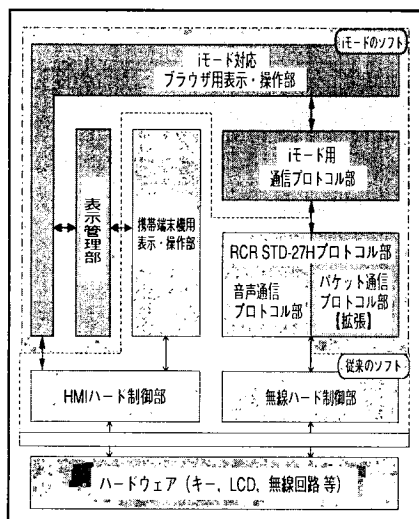 iモードのソフト
iモード対応
ブラウザ用表示・操作部
iモード用
通信プロトコル部
表示管理部
携帯端末機用
表示・操作部
RCR STD-27Hプロトコル部
音声通信
プロトコル部
パケット通信
プロトコル部
【拡張】
従来のソフト
HMIハード制御部
無線ハード制御部
ハードウェア（キー、LCD、無線回路 等）